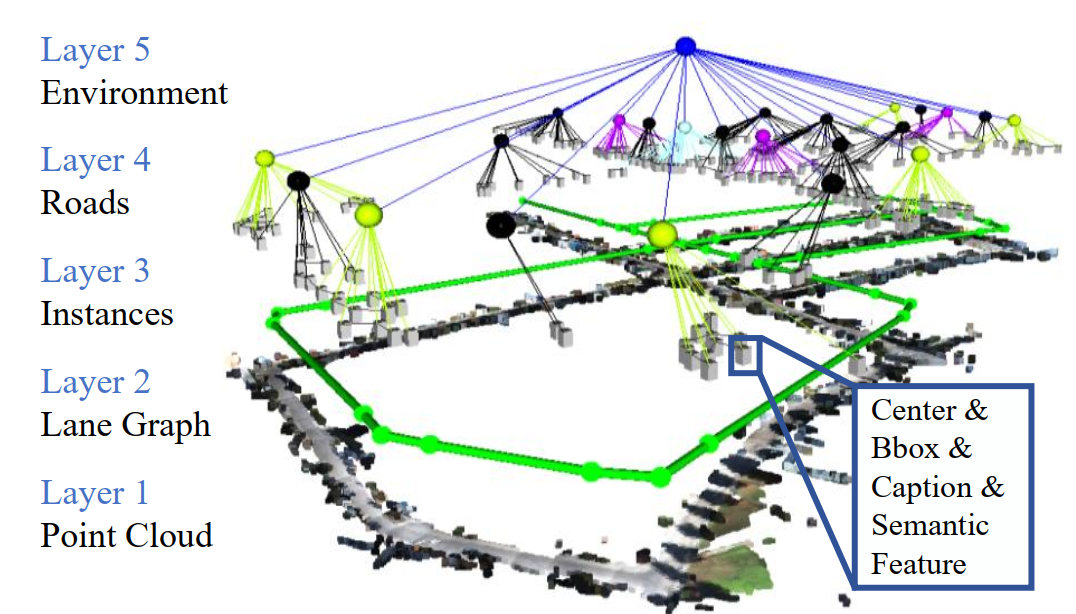 Layer 5
Environment
Layer 4
Roads
Layer 3
Instances
Layer 2
Lane Graph
Layer 1
Point Cloud
Center &
Bbox &
Caption &
Semantic
Feature